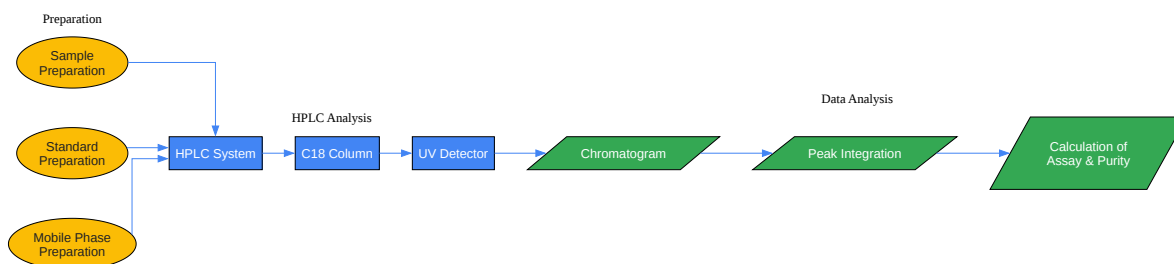 Preparation
Sample
Preparation
Standard
Preparation
Mobile Phase
Preparation
HPLC Analysis
HPLC System
C18 Column
UV Detector
Chromatogram
Data Analysis
Peak Integration
Calculation of
Assay & Purity